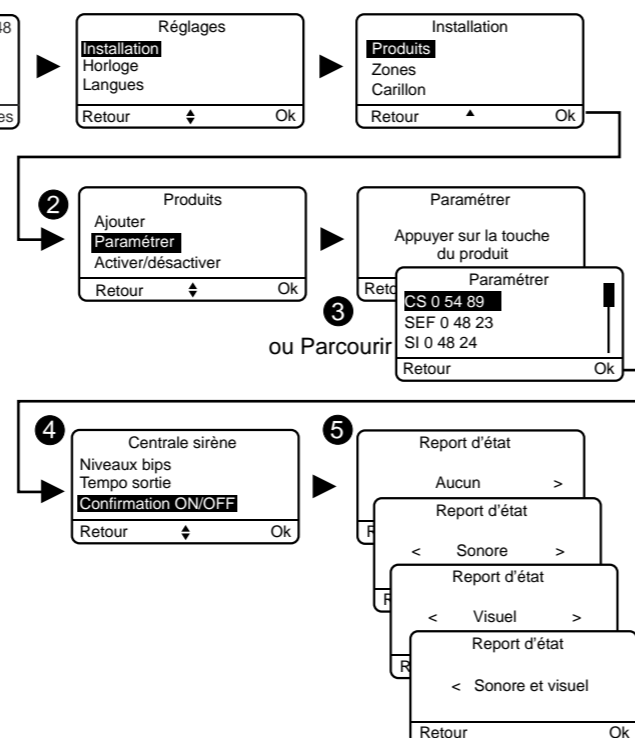 48
es
Réglages
Installation
Horloge
Langues
Retour Ok
Installation
Produits
Zones
Carillon
Retour Ok
2
Produits
Ajouter
Paramétrer
Activer/désactiver
Retour Ok
Paramétrer
Appuyer sur la touche
du produit
Reto
3
ou Parcourir
Paramétrer
CS 0 54 89
SEF 0 48 23
SI 0 48 24
Retour Ok
4
Centrale sirène
Niveaux bips
Tempo sortie
Confirmation ON/OFF
Retour Ok
5
Report d'état
Aucun >
R
Report d'état
< Sonore >
R
Report d'état
< Visuel >
R
Report d'état
< Sonore et visuel
Retour Ok